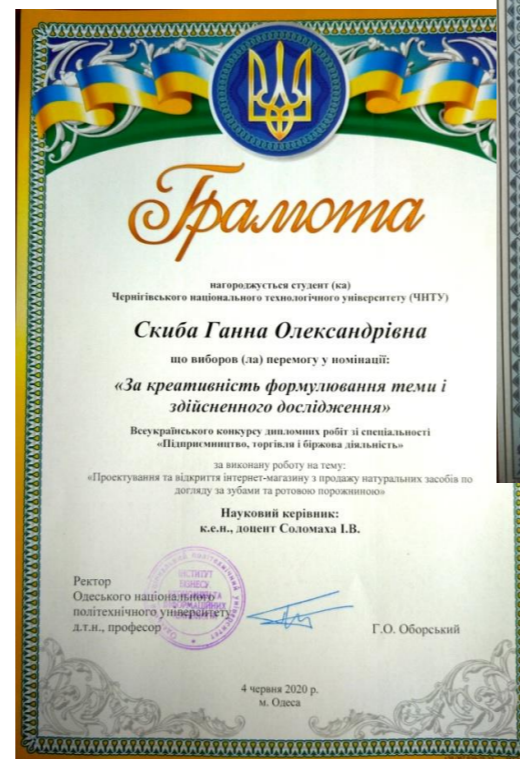 Грамота
нагороджується студент (ка)
Чернігівського національного технологічного університету (ЧНТУ)
Скиба Ганна Олександрівна
що виборов (ла) перемогу у номінації:
«За креативність формулювання теми і
здійсненного дослідження»
Всеукраїнського конкурсу дипломних робіт зі спеціальності
«Підприємництво, торгівля і біржова діяльність»
за виконану роботу на тему:
«Проектування та відкриття інтернет-магазину з продажу натуральних засобів по
догляду за зубами та ротовою порожниною»
Науковий керівник:
к.е.н., доцент Соломаха І.В.
Ректор
Одеського національного
політехнічного університету,
д.т.н., професор
Г.О. Оборський
ІНСТИТУТ
БІЗНЕСУ
4 червня 2020 р.
м. Одеса